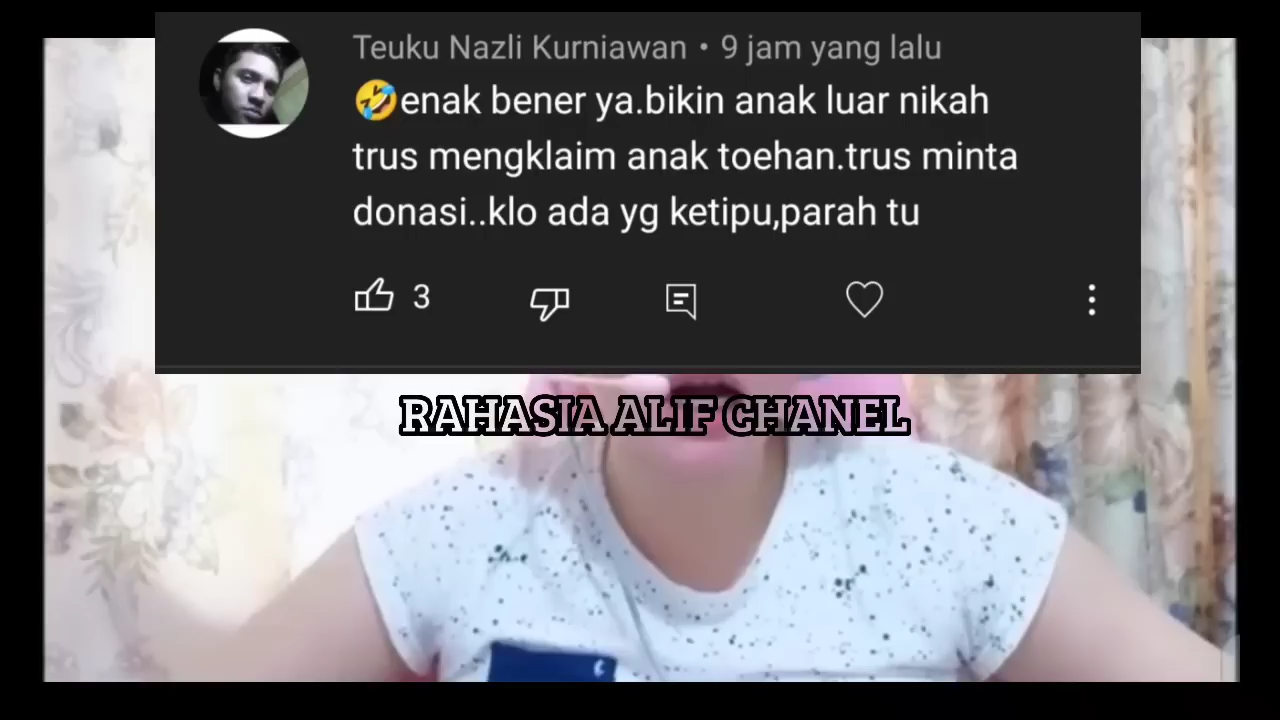 Teuku Nazli Kurniawan • 9 jam yang lalu
🤣enak bener ya.bikin anak luar nikah
trus mengklaim anak toehan.trus minta
donasi..klo ada yg ketipu,parah tu
3
RAHASIA ALIF CHANEL